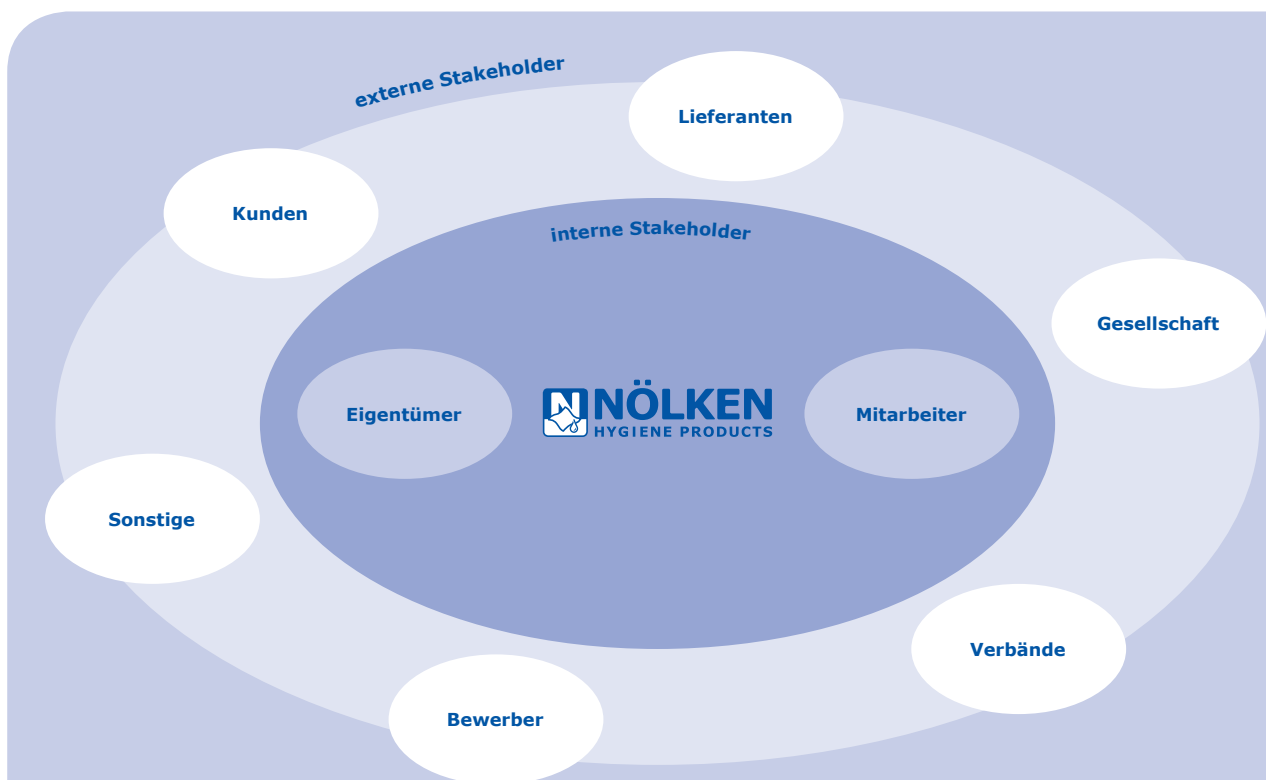 externe Stakeholder
Lieferanten
Kunden
interne Stakeholder
Gesellschaft
Eigentümer
N NÖLKEN
HYGIENE PRODUCTS
Mitarbeiter
Sonstige
Verbände
Bewerber